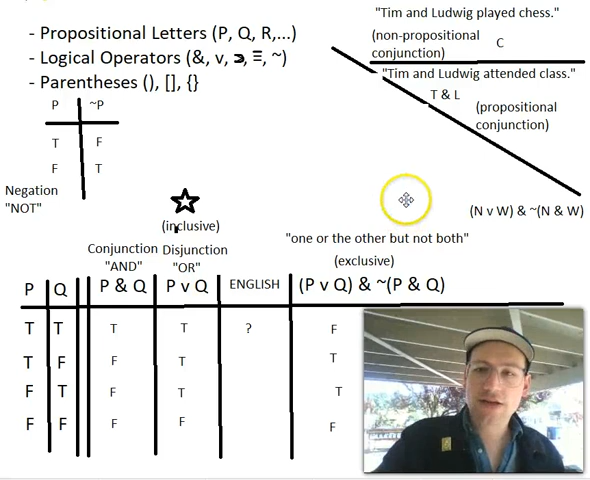 - Propositional Letters (P, Q, R,...)
- Logical Operators (&, v, ⊃, ≡, ~)
- Parentheses (), [], {}
"Tim and Ludwig played chess."
(non-propositional
conjunction)
C
"Tim and Ludwig attended class."
T & L
(propositional
conjunction)
P ~P
T F
F T
Negation
"NOT"
(N v W) & ~(N & W)
(inclusive)
"one or the other but not both"
(exclusive)
Conjunction Disjunction
"AND" "OR"
P Q P & Q P v Q ENGLISH (P v Q) & ~(P & Q)
T T T T ? F
T F F T T
F T F T T
F F F F F